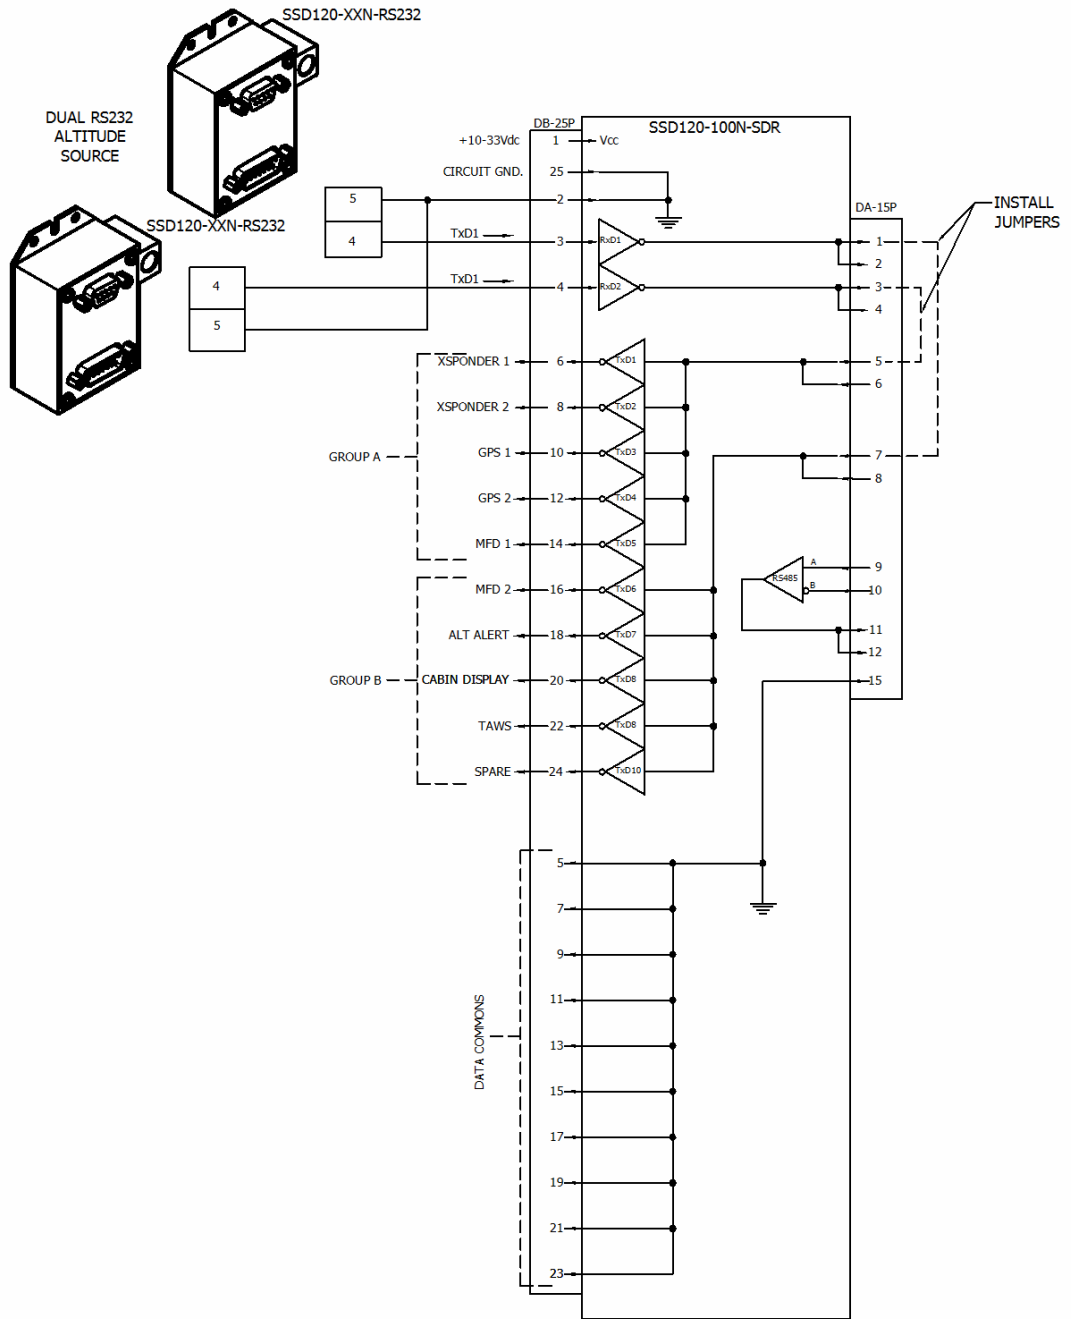 SSD120-XXN-RS232
DUAL RS232
ALTITUDE
SOURCE
SSD120-XXN-RS232
DB-25P
SSD120-100N-SDR
+10-33Vdc 1 Vcc
CIRCUIT GND. 25
5 2
DA-15P
INSTALL
JUMPERS
4 TxD1 3 RxD1 1
2
4 TxD1 4 RxD2 3
4
5
XSPONDER 1 6 TxD1 5
6
XSPONDER 2 8 TxD2
GROUP A
GPS 1 10 TxD3 7
8
GPS 2 12 TxD4
MFD 1 14 TxD5
RS485 A 9
B 10
MFD 2 16 TxD6
11
ALT ALERT 18 TxD7
12
GROUP B
CABIN DISPLAY 20 TxD8 15
TAWS 22 TxD8
SPARE 24 TxD10
DATA COMMONS
5
7
9
11
13
15
17
19
21
23